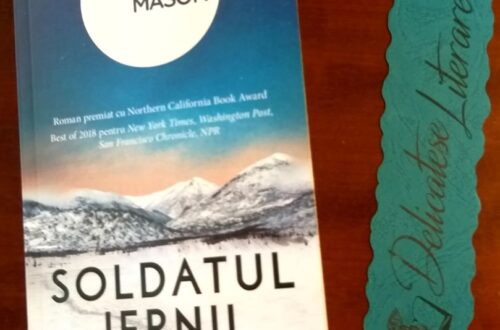 MASON
Roman premiat cu Northern California Book Award
Best of 2018 pentru New York Times, Washington Post,
San Francisco Chronicle, NPR
SOLDATUL
IERNII
Delicatese Literare